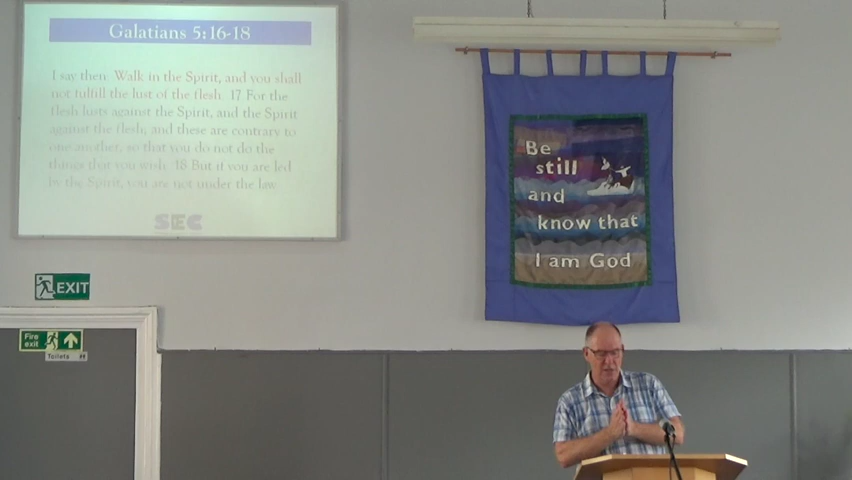 Galatians 5:16-18
I say then: Walk in the Spirit, and you shall
not fulfill the lust of the flesh. 17 For the
flesh lusts against the Spirit, and the Spirit
against the flesh; and these are contrary to
one another, so that you do not do the
things that you wish. 18 But if you are led
by the Spirit, you are not under the law.
SEC
Be
still
and
know that
I am God
EXIT
Fire
exit
Toilets